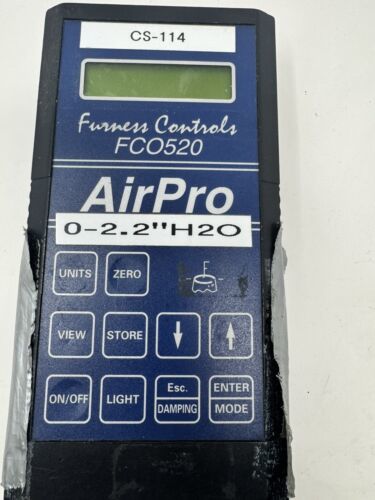 CS-114
Furness Controls
FCO520
AirPro
0-2.2"H2O
UNITS ZERO
VIEW STORE
ON/OFF LIGHT Esc. DAMPING ENTER MODE